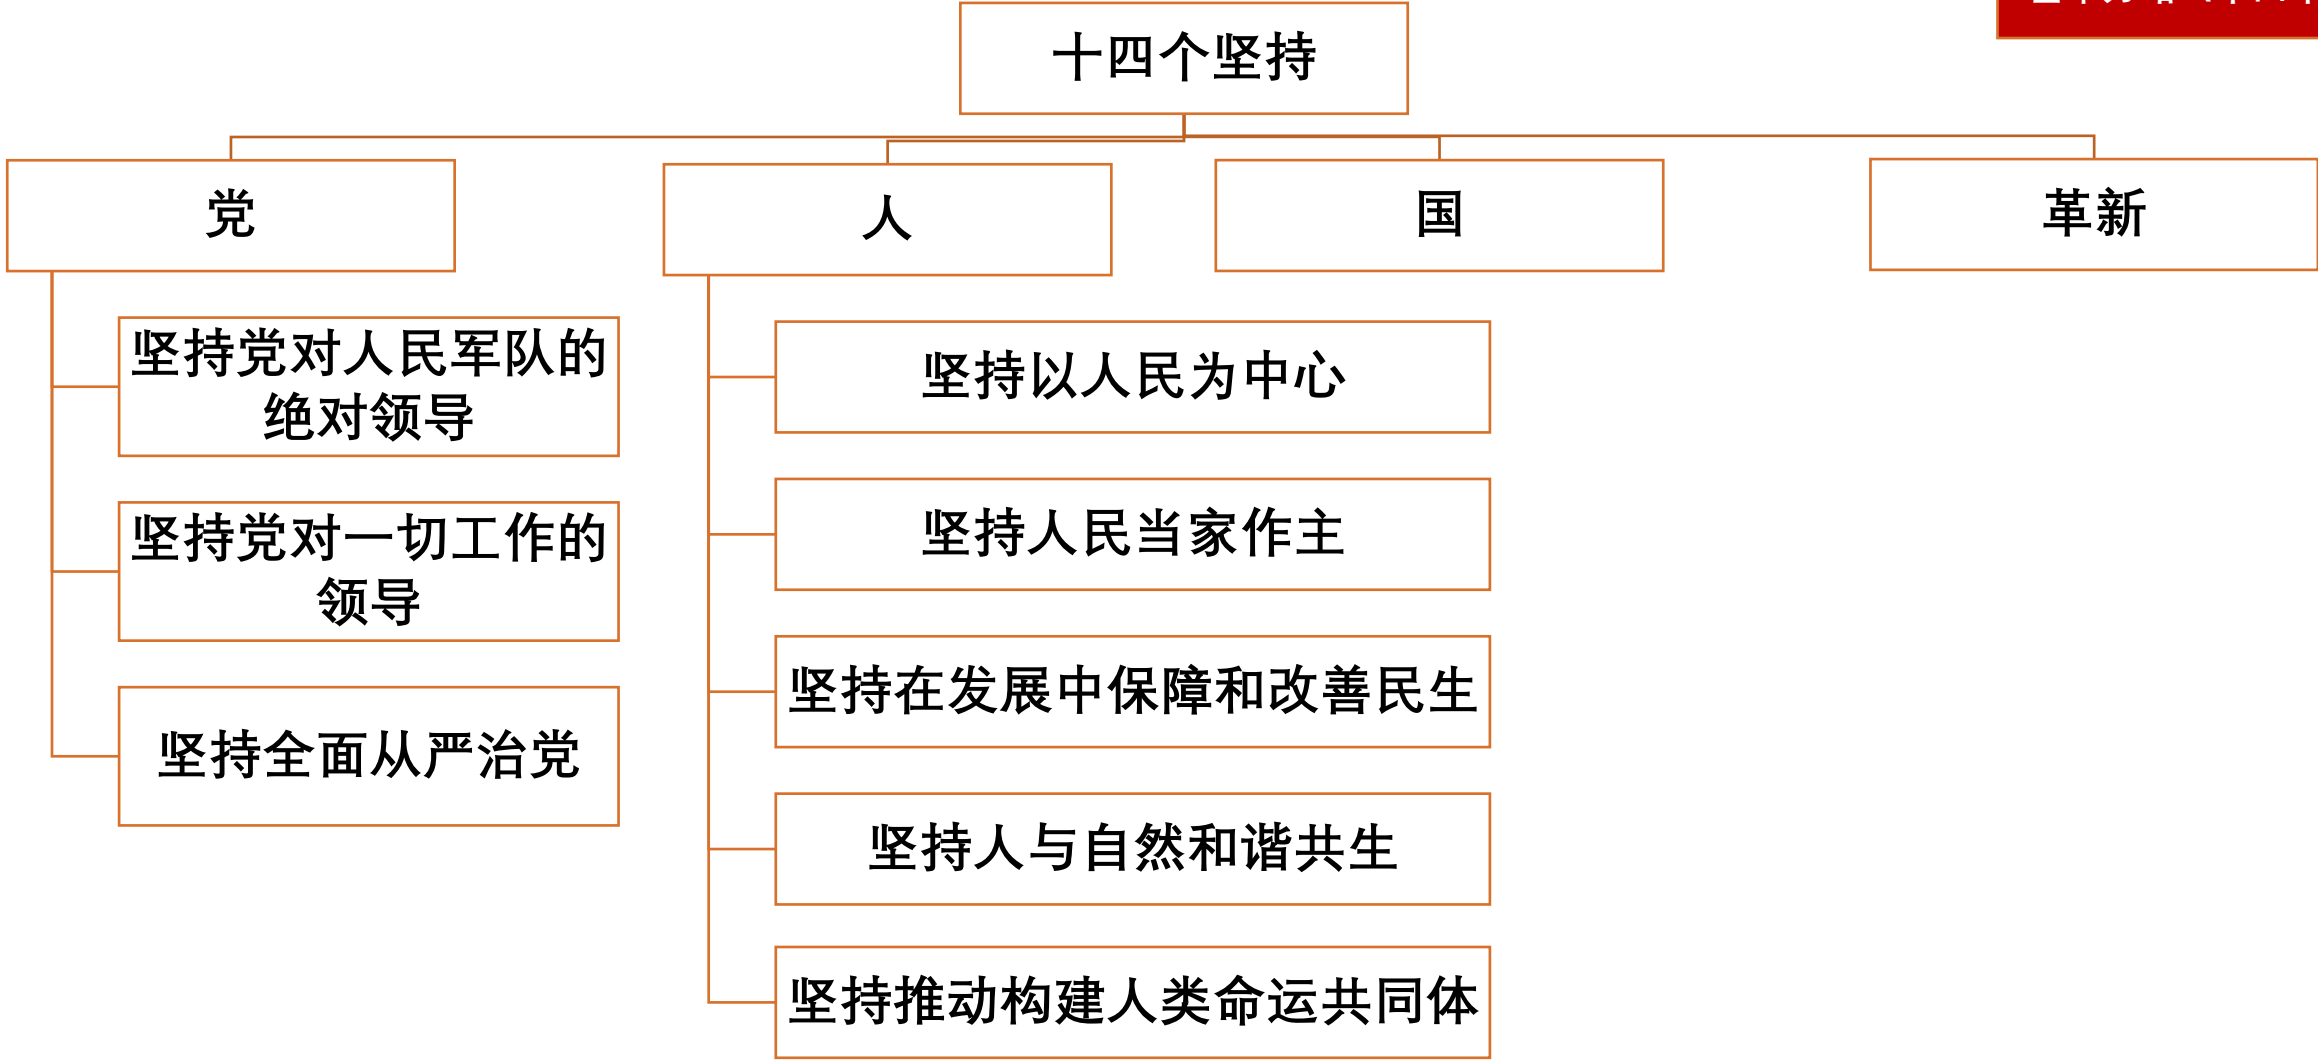 十四个坚持
党
人
国
革新
坚持党对人民军队的
绝对领导
坚持党对一切工作的
领导
坚持全面从严治党
坚持以人民为中心
坚持人民当家作主
坚持在发展中保障和改善民生
坚持人与自然和谐共生
坚持推动构建人类命运共同体